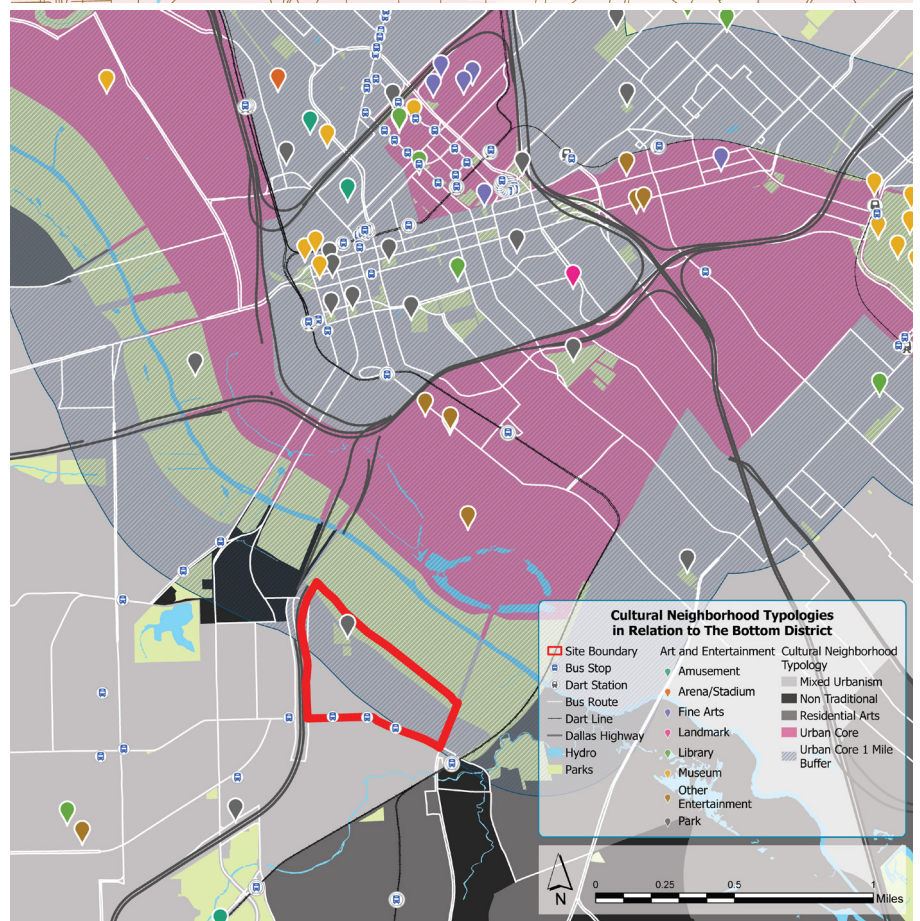 Cultural Neighborhood Typologies
in Relation to The Bottom District
Site Boundary
Bus Stop
Dart Station
Bus Route
Dart Line
Dallas Highway
Hydro
Parks
Art and Entertainment
Amusement
Arena/Stadium
Fine Arts
Landmark
Library
Museum
Other
Entertainment
Park
Cultural Neighborhood
Typology
Mixed Urbanism
Non Traditional
Residential Arts
Urban Core
Urban Core 1 Mile
Buffer
N
0 0.25 0.5 1
Miles